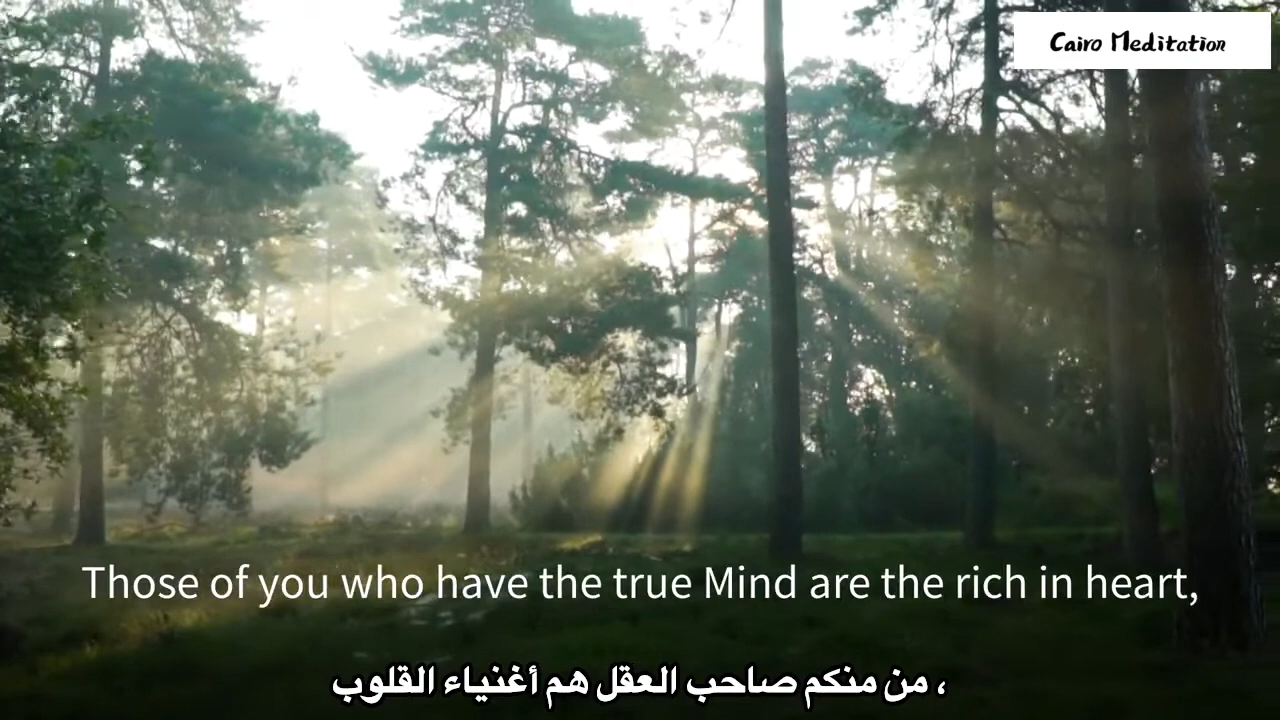 Cairo Meditation
Those of you who have the true Mind are the rich in heart,
، من منكم صاحب العقل هم أغنياء القلوب